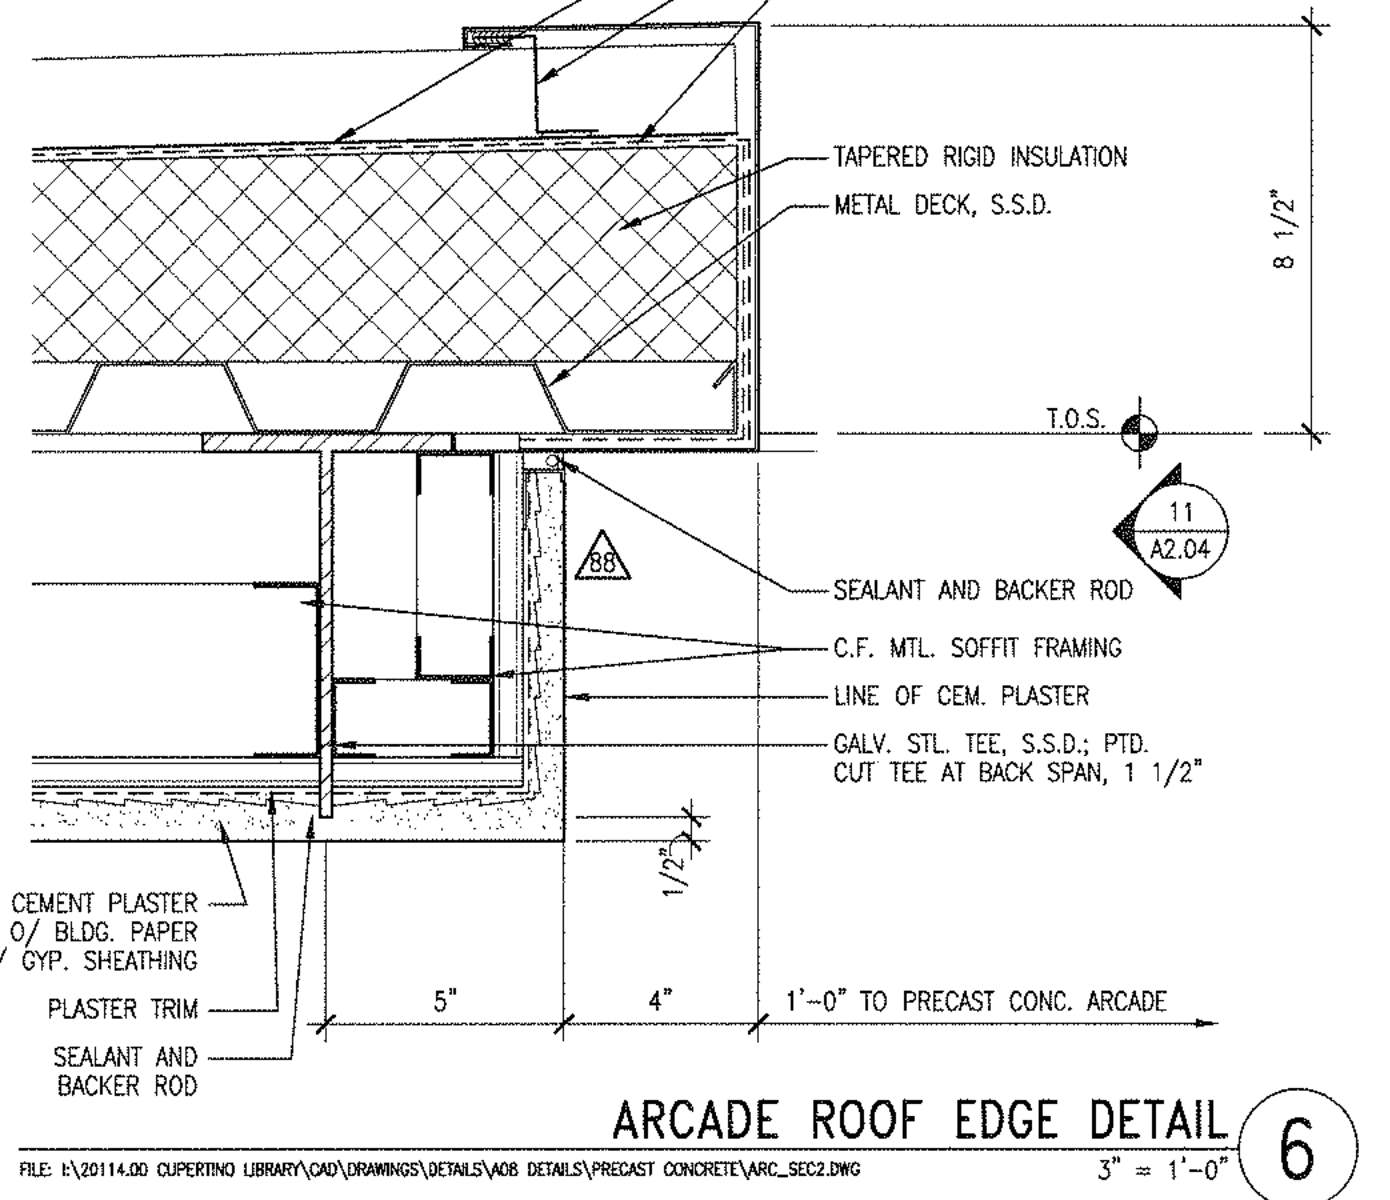 TAPERED RIGID INSULATION
METAL DECK, S.S.D.
8 1/2"
T.O.S.
11
A2.04
88
SEALANT AND BACKER ROD
C.F. MTL. SOFFIT FRAMING
LINE OF CEM. PLASTER
GALV. STL. TEE, S.S.D.; PTD.
CUT TEE AT BACK SPAN, 1 1/2"
1/2"
CEMENT PLASTER
O/ BLDG. PAPER
/ GYP. SHEATHING
PLASTER TRIM
SEALANT AND
BACKER ROD
5"
4"
1'-0" TO PRECAST CONC. ARCADE
ARCADE ROOF EDGE DETAIL
6
FILE: I:\20114.00 CUPERTINO LIBRARY\CAD\DRAWINGS\DETAILS\A08 DETAILS\PRECAST CONCRETE\ARC_SEC2.DWG
3" = 1'-0"